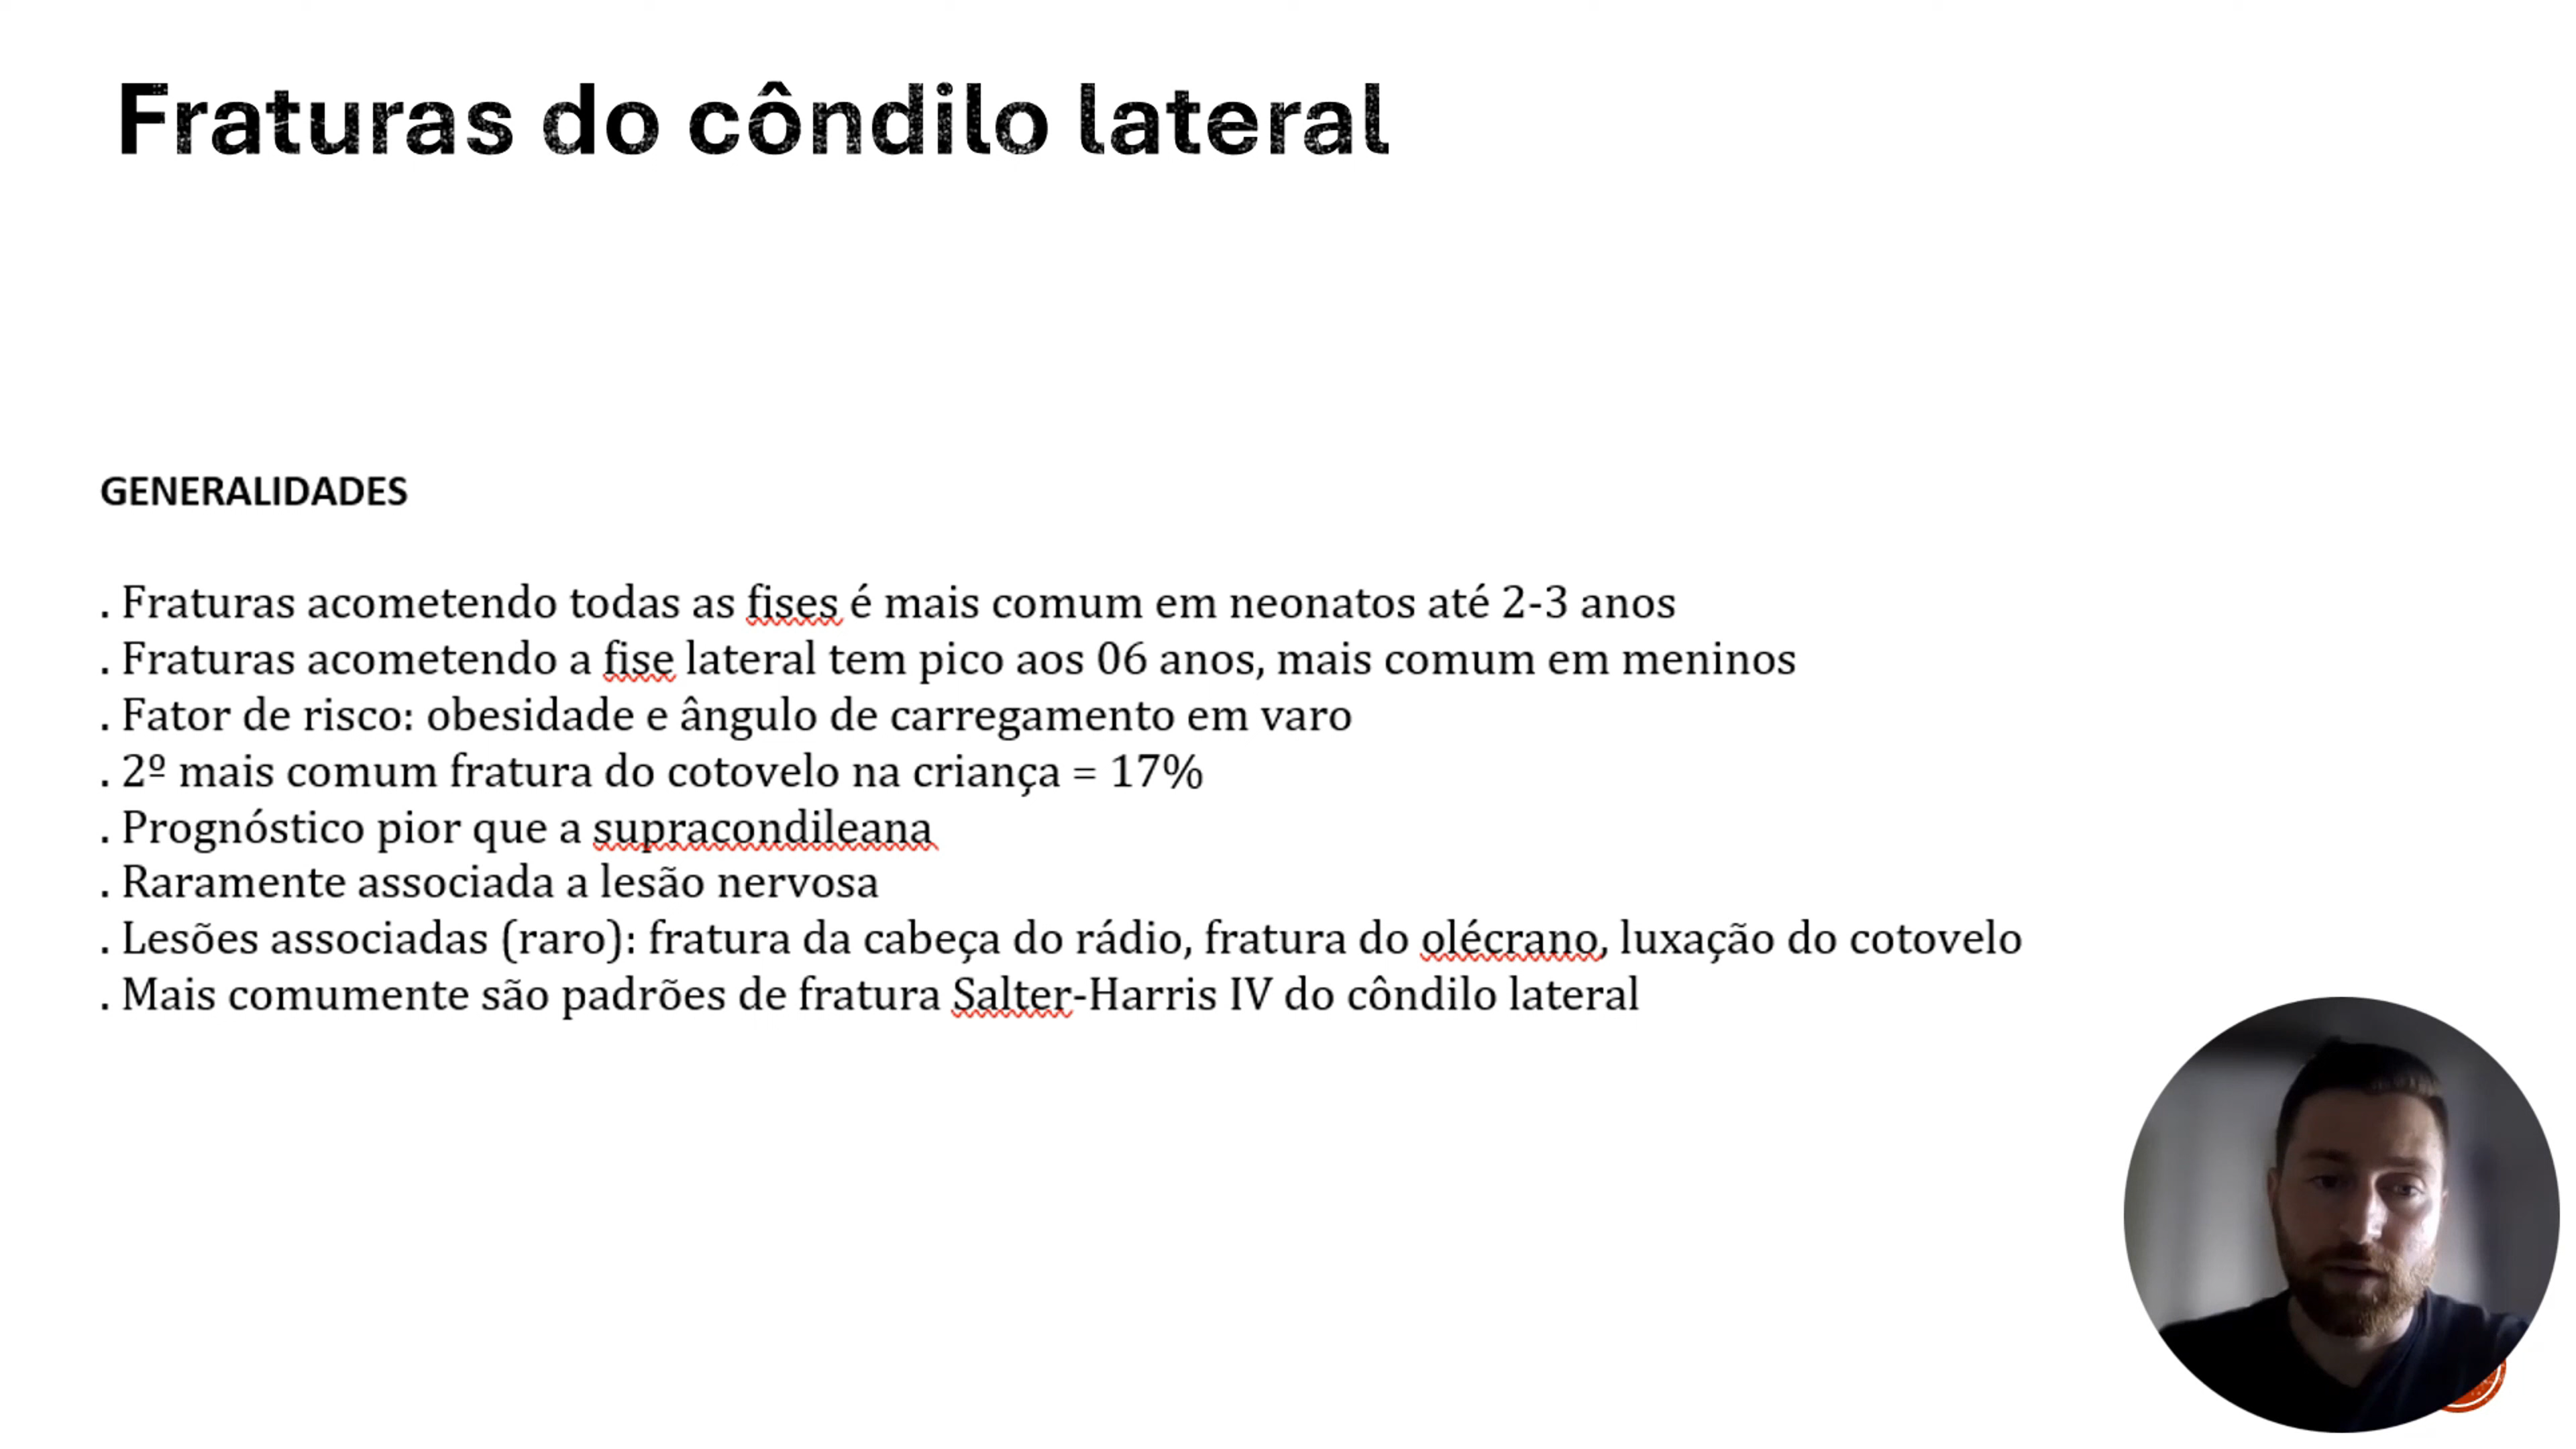 Fraturas do côndilo lateral
GENERALIDADES
. Fraturas acometendo todas as fises é mais comum em neonatos até 2-3 anos
. Fraturas acometendo a fise lateral tem pico aos 06 anos, mais comum em meninos
. Fator de risco: obesidade e ângulo de carregamento em varo
. 2º mais comum fratura do cotovelo na criança = 17%
. Prognóstico pior que a supracondileana
. Raramente associada a lesão nervosa
. Lesões associadas (raro): fratura da cabeça do rádio, fratura do olécrano, luxação do cotovelo
. Mais comumente são padrões de fratura Salter-Harris IV do côndilo lateral